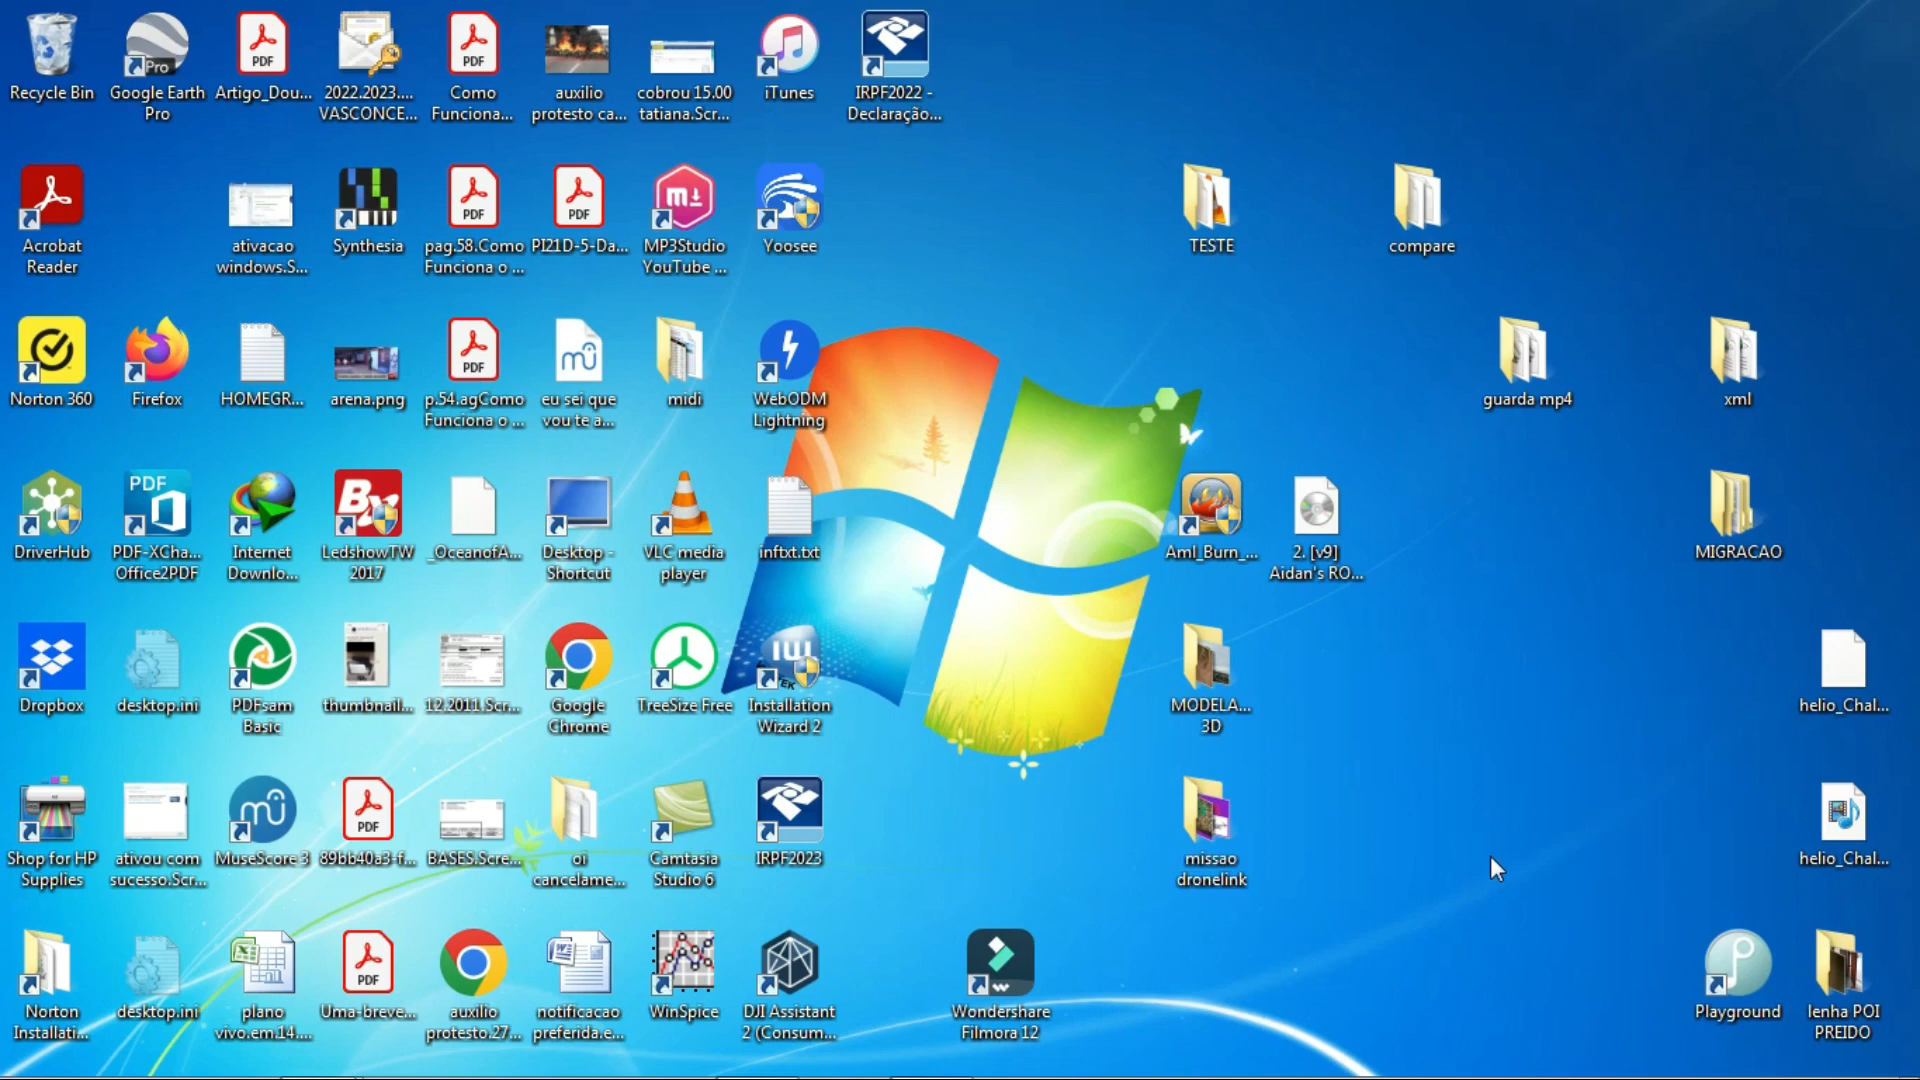 Recycle Bin
Google Earth
Pro
Artigo_Dou...
2022.2023....
VASCONCE...
Como
Funciona...
auxilio
protesto ca...
cobrou 15.00
tatiana.Scr...
iTunes
IRPF2022 -
Declaração...
Acrobat
Reader
ativacao
windows.S...
Synthesia
pag.58.Como
Funciona o ...
PI21D-5-Da...
MP3Studio
YouTube ...
Yoosee
TESTE
compare
Norton 360
Firefox
HOMEGR...
arena.png
p.54.agComo
Funciona o ...
eu sei que
vou te a...
midi
WebODM
Lightning
guarda mp4
xml
DriverHub
PDF-XCha...
Office2PDF
Internet
Downlo...
LedshowTW
2017
_OceanofA...
Desktop -
Shortcut
VLC media
player
inftxt.txt
Aml_Burn_...
2. [v9]
Aidan's RO...
MIGRACAO
Dropbox
desktop.ini
PDFsam
Basic
thumbnail...
12.2011.Scr...
Google
Chrome
TreeSize Free
Installation
Wizard 2
MODELA...
3D
helio_Chal...
Shop for HP
Supplies
ativou com
sucesso.Scr...
MuseScore 3
89bb40a3-f...
BASES.Scre...
oi
cancelame...
Camtasia
Studio 6
IRPF2023
missao
dronelink
helio_Chal...
Norton
Installati...
desktop.ini
plano
vivo.em.14....
Uma-breve...
auxilio
protesto.27...
notificacao
preferida.e...
WinSpice
DJI Assistant
2 (Consum...
Wondershare
Filmora 12
Playground
lenha POI
PREIDO